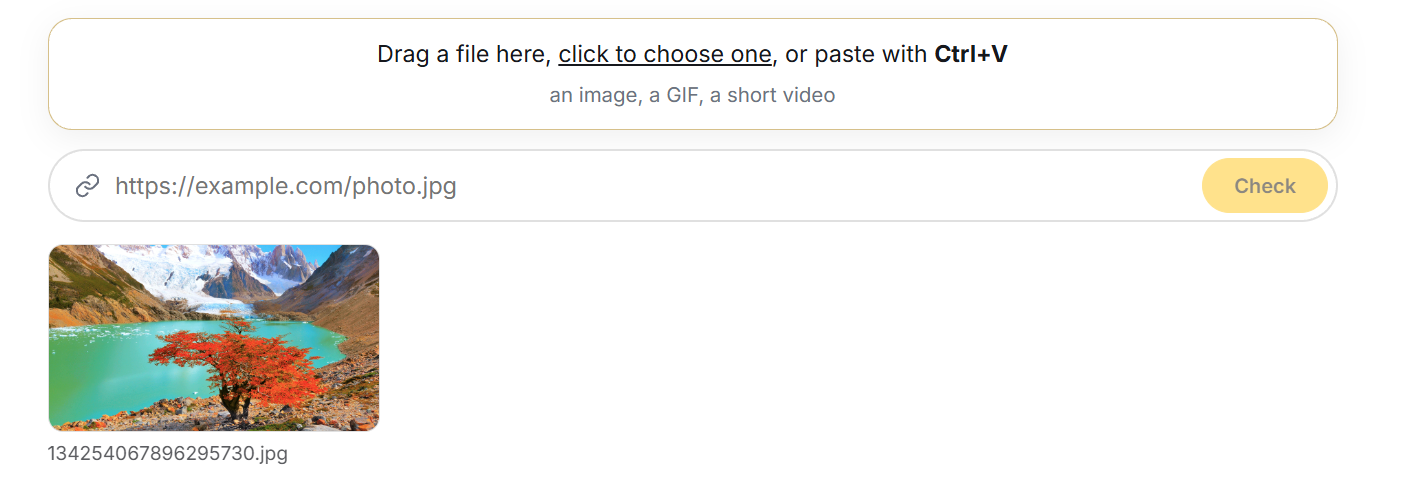 Drag a file here, click to choose one, or paste with Ctrl+V
an image, a GIF, a short video
https://example.com/photo.jpg
Check
134254067896295730.jpg